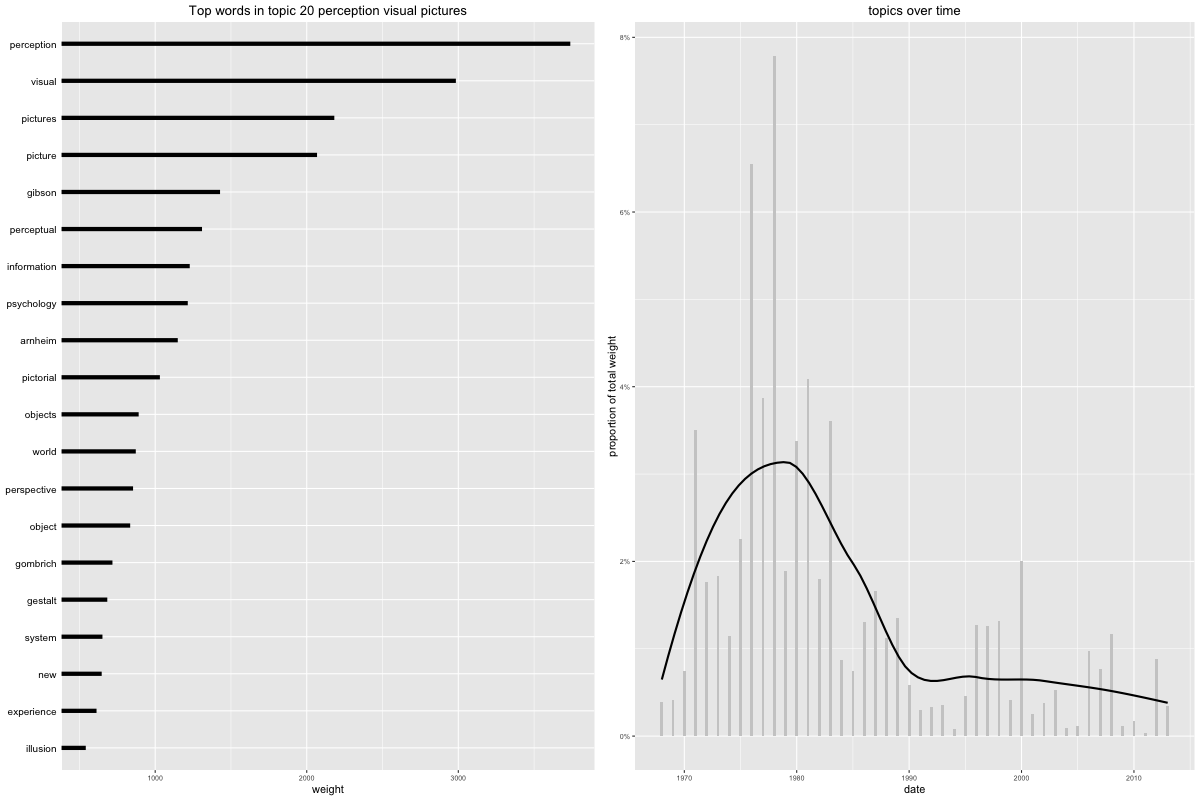 Top words in topic 20 perception visual pictures
perception
visual
pictures
picture
gibson
perceptual
information
psychology
arnheim
pictorial
objects
world
perspective
object
gombrich
gestalt
system
new
experience
illusion
1000 2000 3000
weight
topics over time
proportion of total weight
8%
6%
4%
2%
0%
1970 1980 1990 2000 2010
date